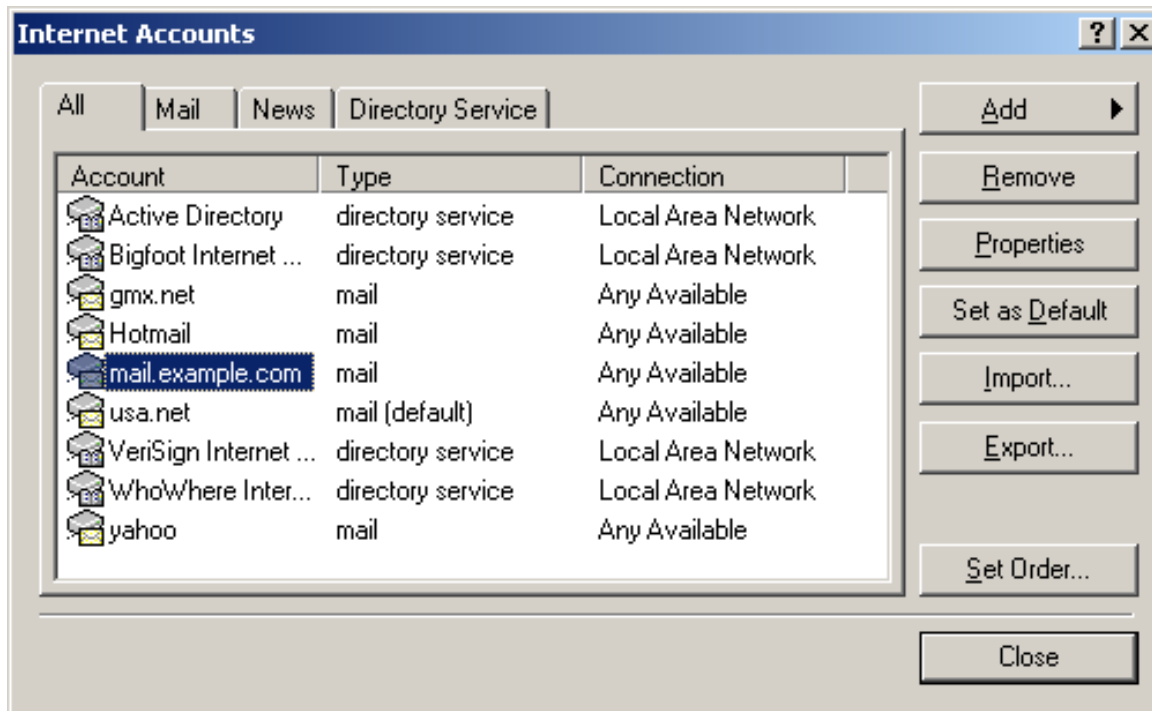 Internet Accounts
All Mail News Directory Service
Add
Account Type Connection
Remove
Active Directory directory service Local Area Network
Bigfoot Internet ... directory service Local Area Network
Properties
gmx.net mail Any Available
Set as Default
Hotmail mail Any Available
mail.example.com mail Any Available
Import...
usa.net mail (default) Any Available
VeriSign Internet ... directory service Local Area Network
Export...
WhoWhere Inter... directory service Local Area Network
yahoo mail Any Available
Set Order...
Close